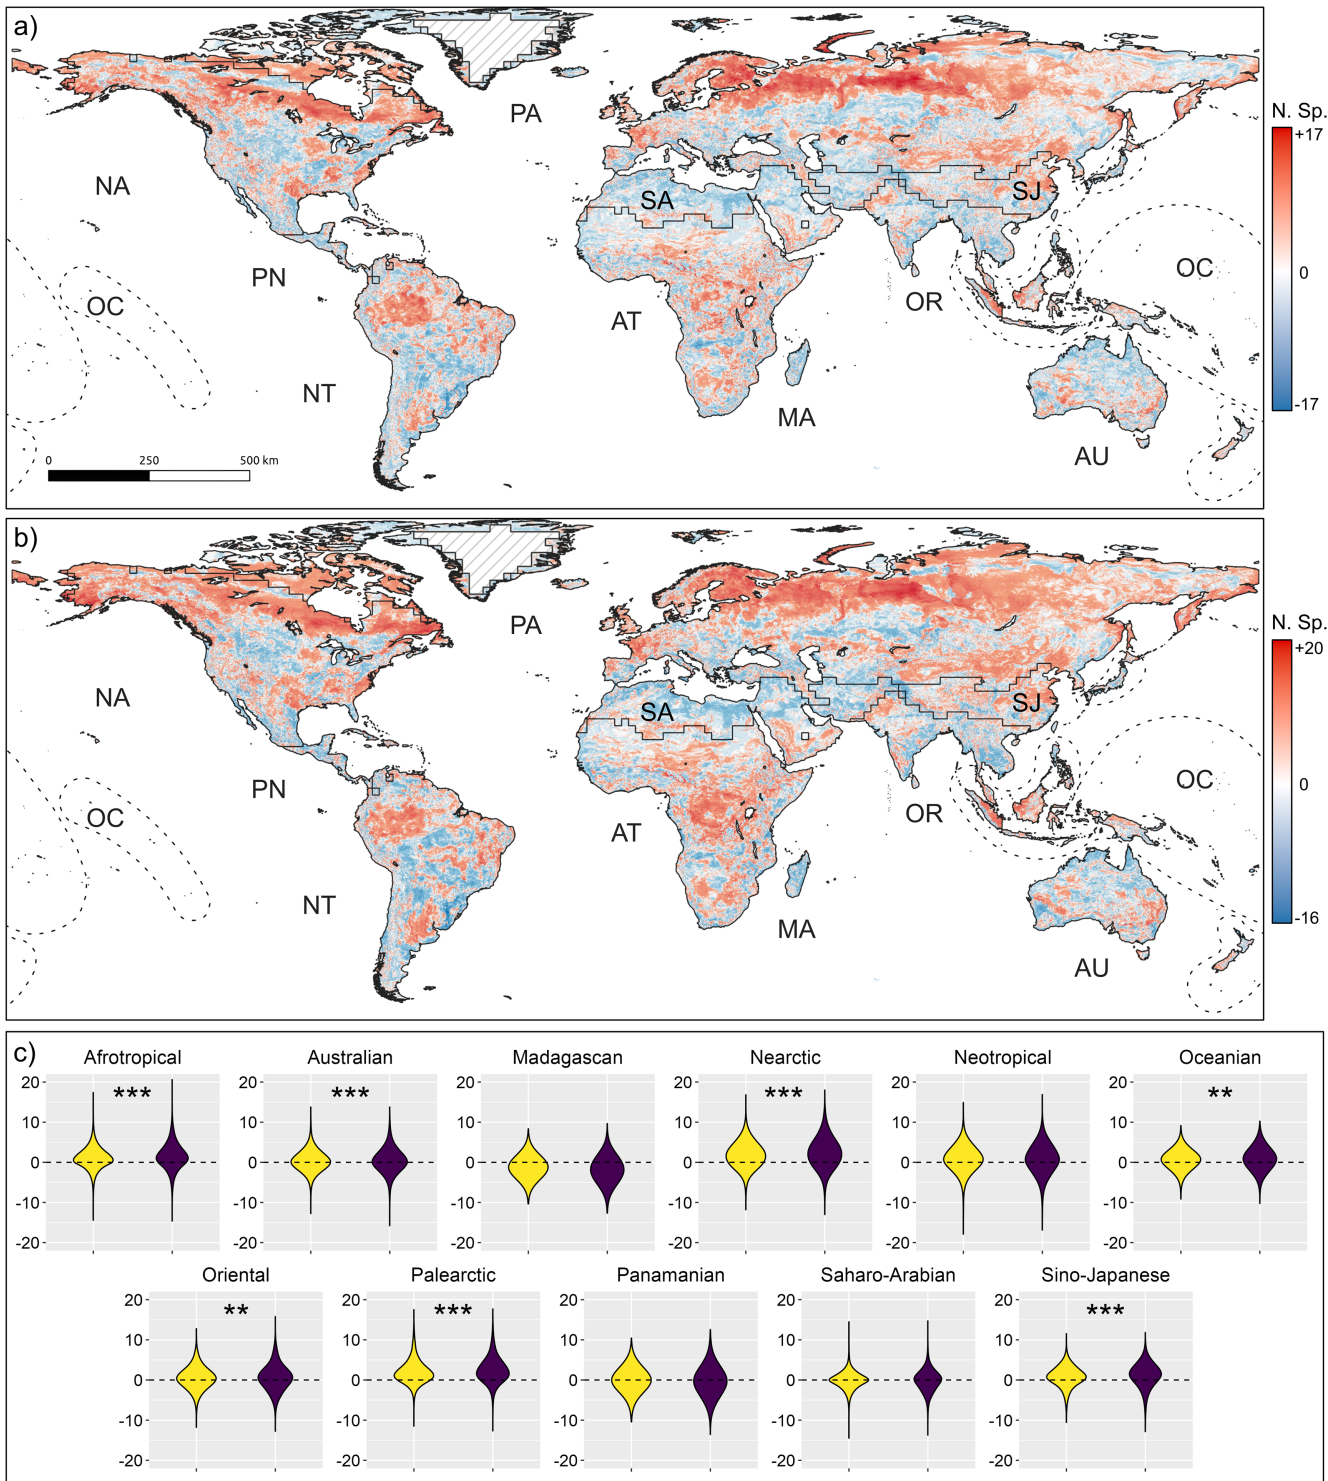 a)
N. Sp.
+17
0
-17
PA
NA
SA
SJ
PN
OC
OC
AT
OR
NT
MA
AU
0 250 500 km
b)
N. Sp.
+20
0
-16
PA
NA
SA
SJ
PN
OC
OC
AT
OR
NT
MA
AU
c)
Afrotropical Australian Madagascan Nearctic Neotropical Oceanian
*** *** *** **
20 20 20 20 20 20
10 10 10 10 10 10
0 0 0 0 0 0
-10 -10 -10 -10 -10 -10
-20 -20 -20 -20 -20 -20
Oriental Palearctic Panamanian Saharo-Arabian Sino-Japanese
** *** ***
20 20 20 20 20
10 10 10 10 10
0 0 0 0 0
-10 -10 -10 -10 -10
-20 -20 -20 -20 -20